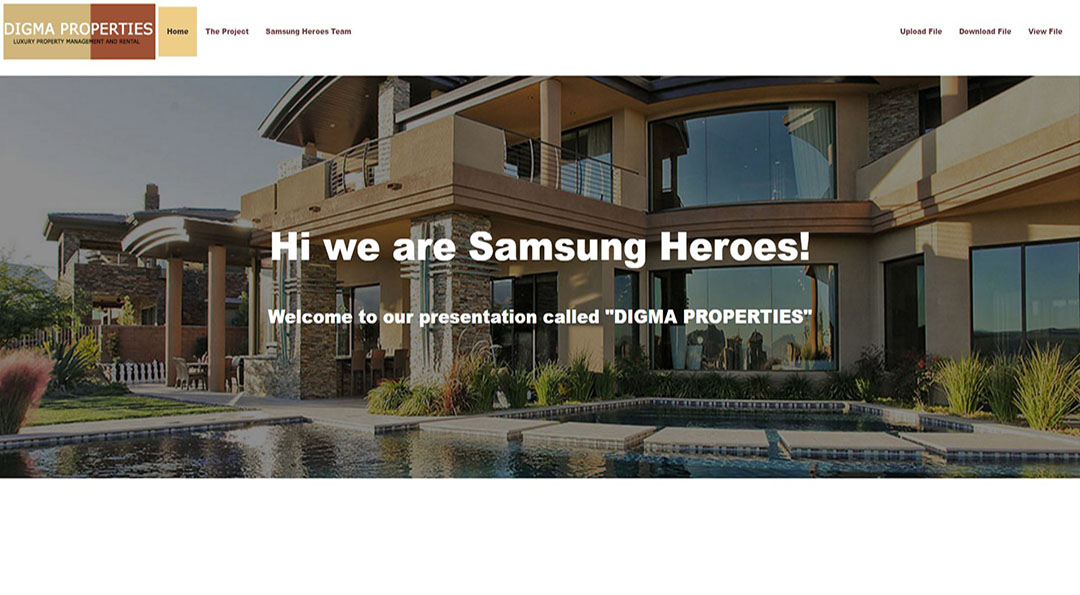 DIGMA PROPERTIES
LUXURY PROPERTY MANAGEMENT AND RENTAL
Home
The Project
Samsung Heroes Team
Upload File
Download File
View File
Hi we are Samsung Heroes!
Welcome to our presentation called "DIGMA PROPERTIES"